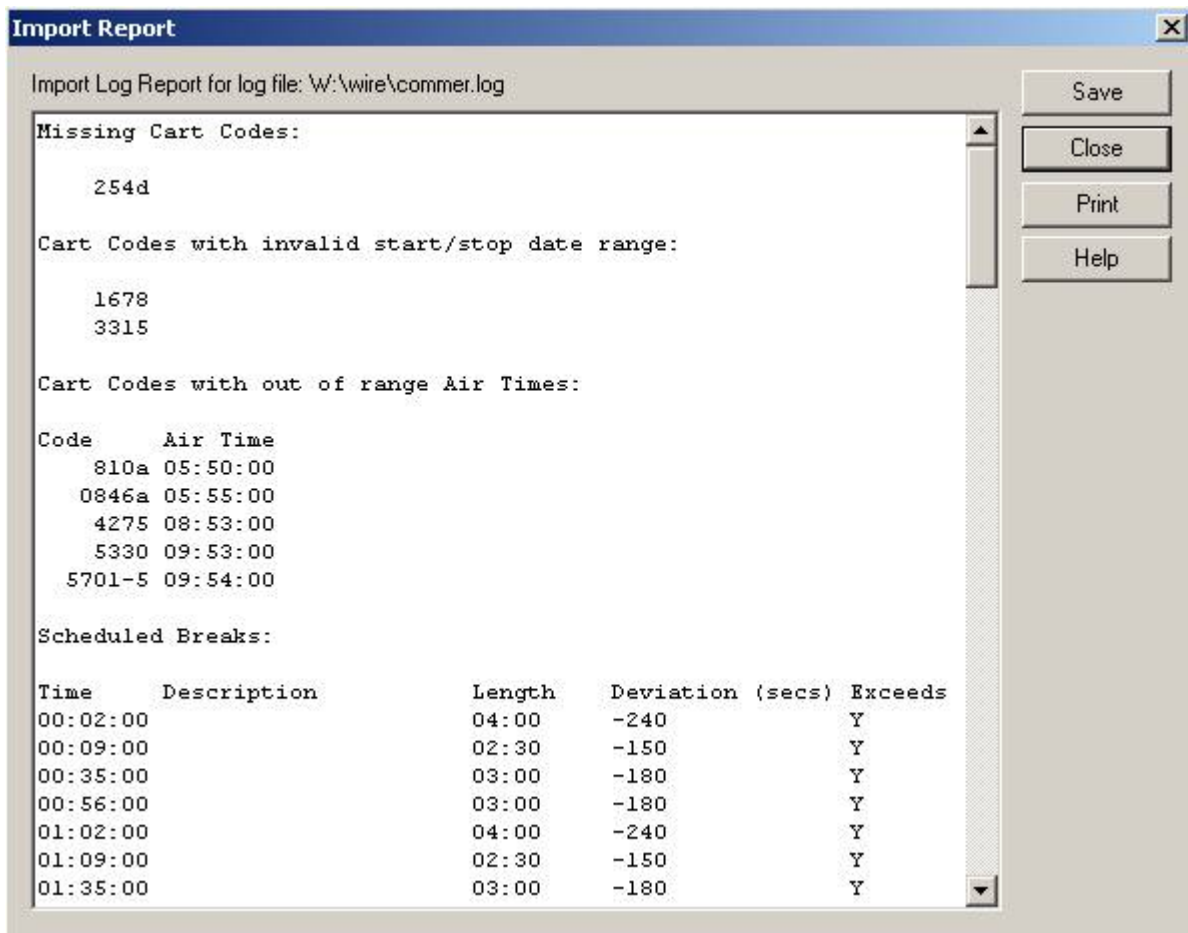 Import Report
Import Log Report for log file: W:\wire\commer.log
Save
Close
Print
Help
Missing Cart Codes:
254d
Cart Codes with invalid start/stop date range:
1678
3315
Cart Codes with out of range Air Times:
Code Air Time
810a 05:50:00
0846a 05:55:00
4275 08:53:00
5330 09:53:00
5701-5 09:54:00
Scheduled Breaks:
Time Description Length Deviation (secs) Exceeds
00:02:00 04:00 -240 Y
00:09:00 02:30 -150 Y
00:35:00 03:00 -180 Y
00:56:00 03:00 -180 Y
01:02:00 04:00 -240 Y
01:09:00 02:30 -150 Y
01:35:00 03:00 -180 Y